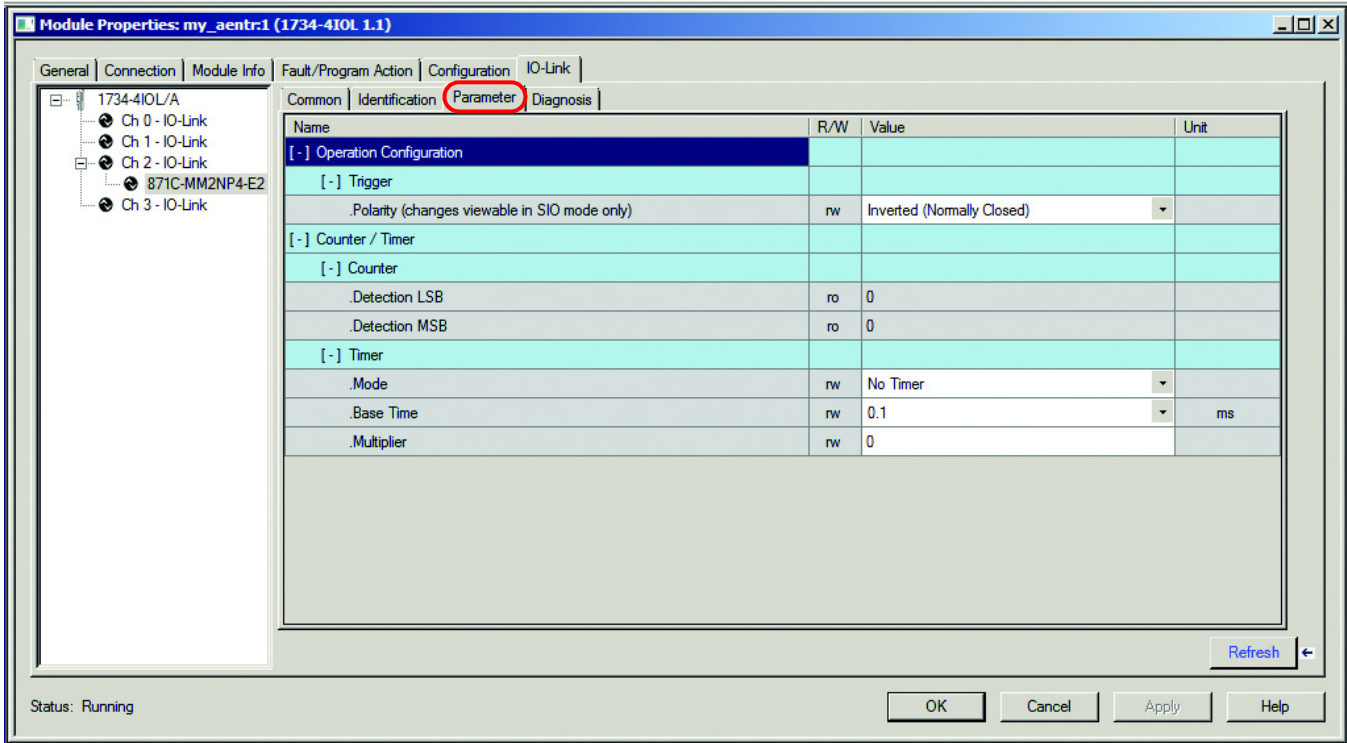 Module Properties: my_aentr:1 (1734-4IOL 1.1)
General Connection Module Info Fault/Program Action Configuration IO-Link
1734-4IOL/A
Ch 0 - IO-Link
Ch 1 - IO-Link
Ch 2 - IO-Link
871C-MM2NP4-E2
Ch 3 - IO-Link
Common Identification Parameter Diagnosis
Name R/W Value Unit
[-] Operation Configuration
[-] Trigger
.Polarity (changes viewable in SIO mode only) rw Inverted (Normally Closed)
[-] Counter / Timer
[-] Counter
.Detection LSB ro 0
.Detection MSB ro 0
[-] Timer
.Mode rw No Timer
.Base Time rw 0.1 ms
.Multiplier rw 0
Refresh
Status: Running OK Cancel Apply Help